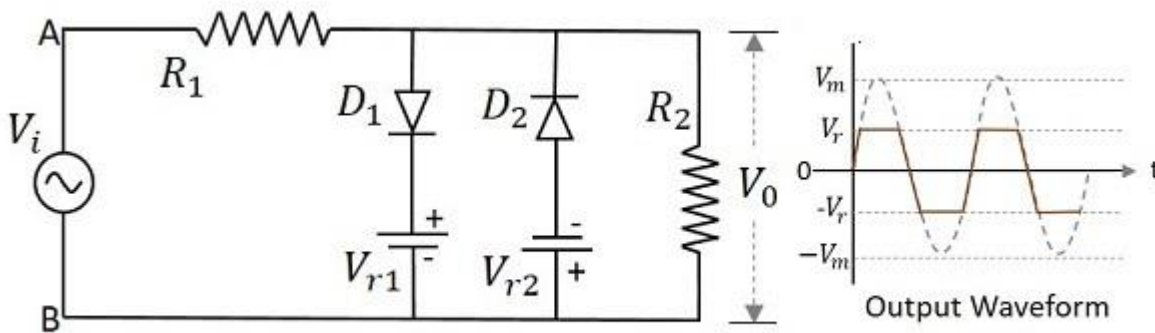 A
R₁
D₁
D₂
R₂
Vᵢ
V₀
+
-
Vᵣ₁
-
+
Vᵣ₂
B
Vₘ
Vᵣ
0
t
-Vᵣ
−Vₘ
Output Waveform